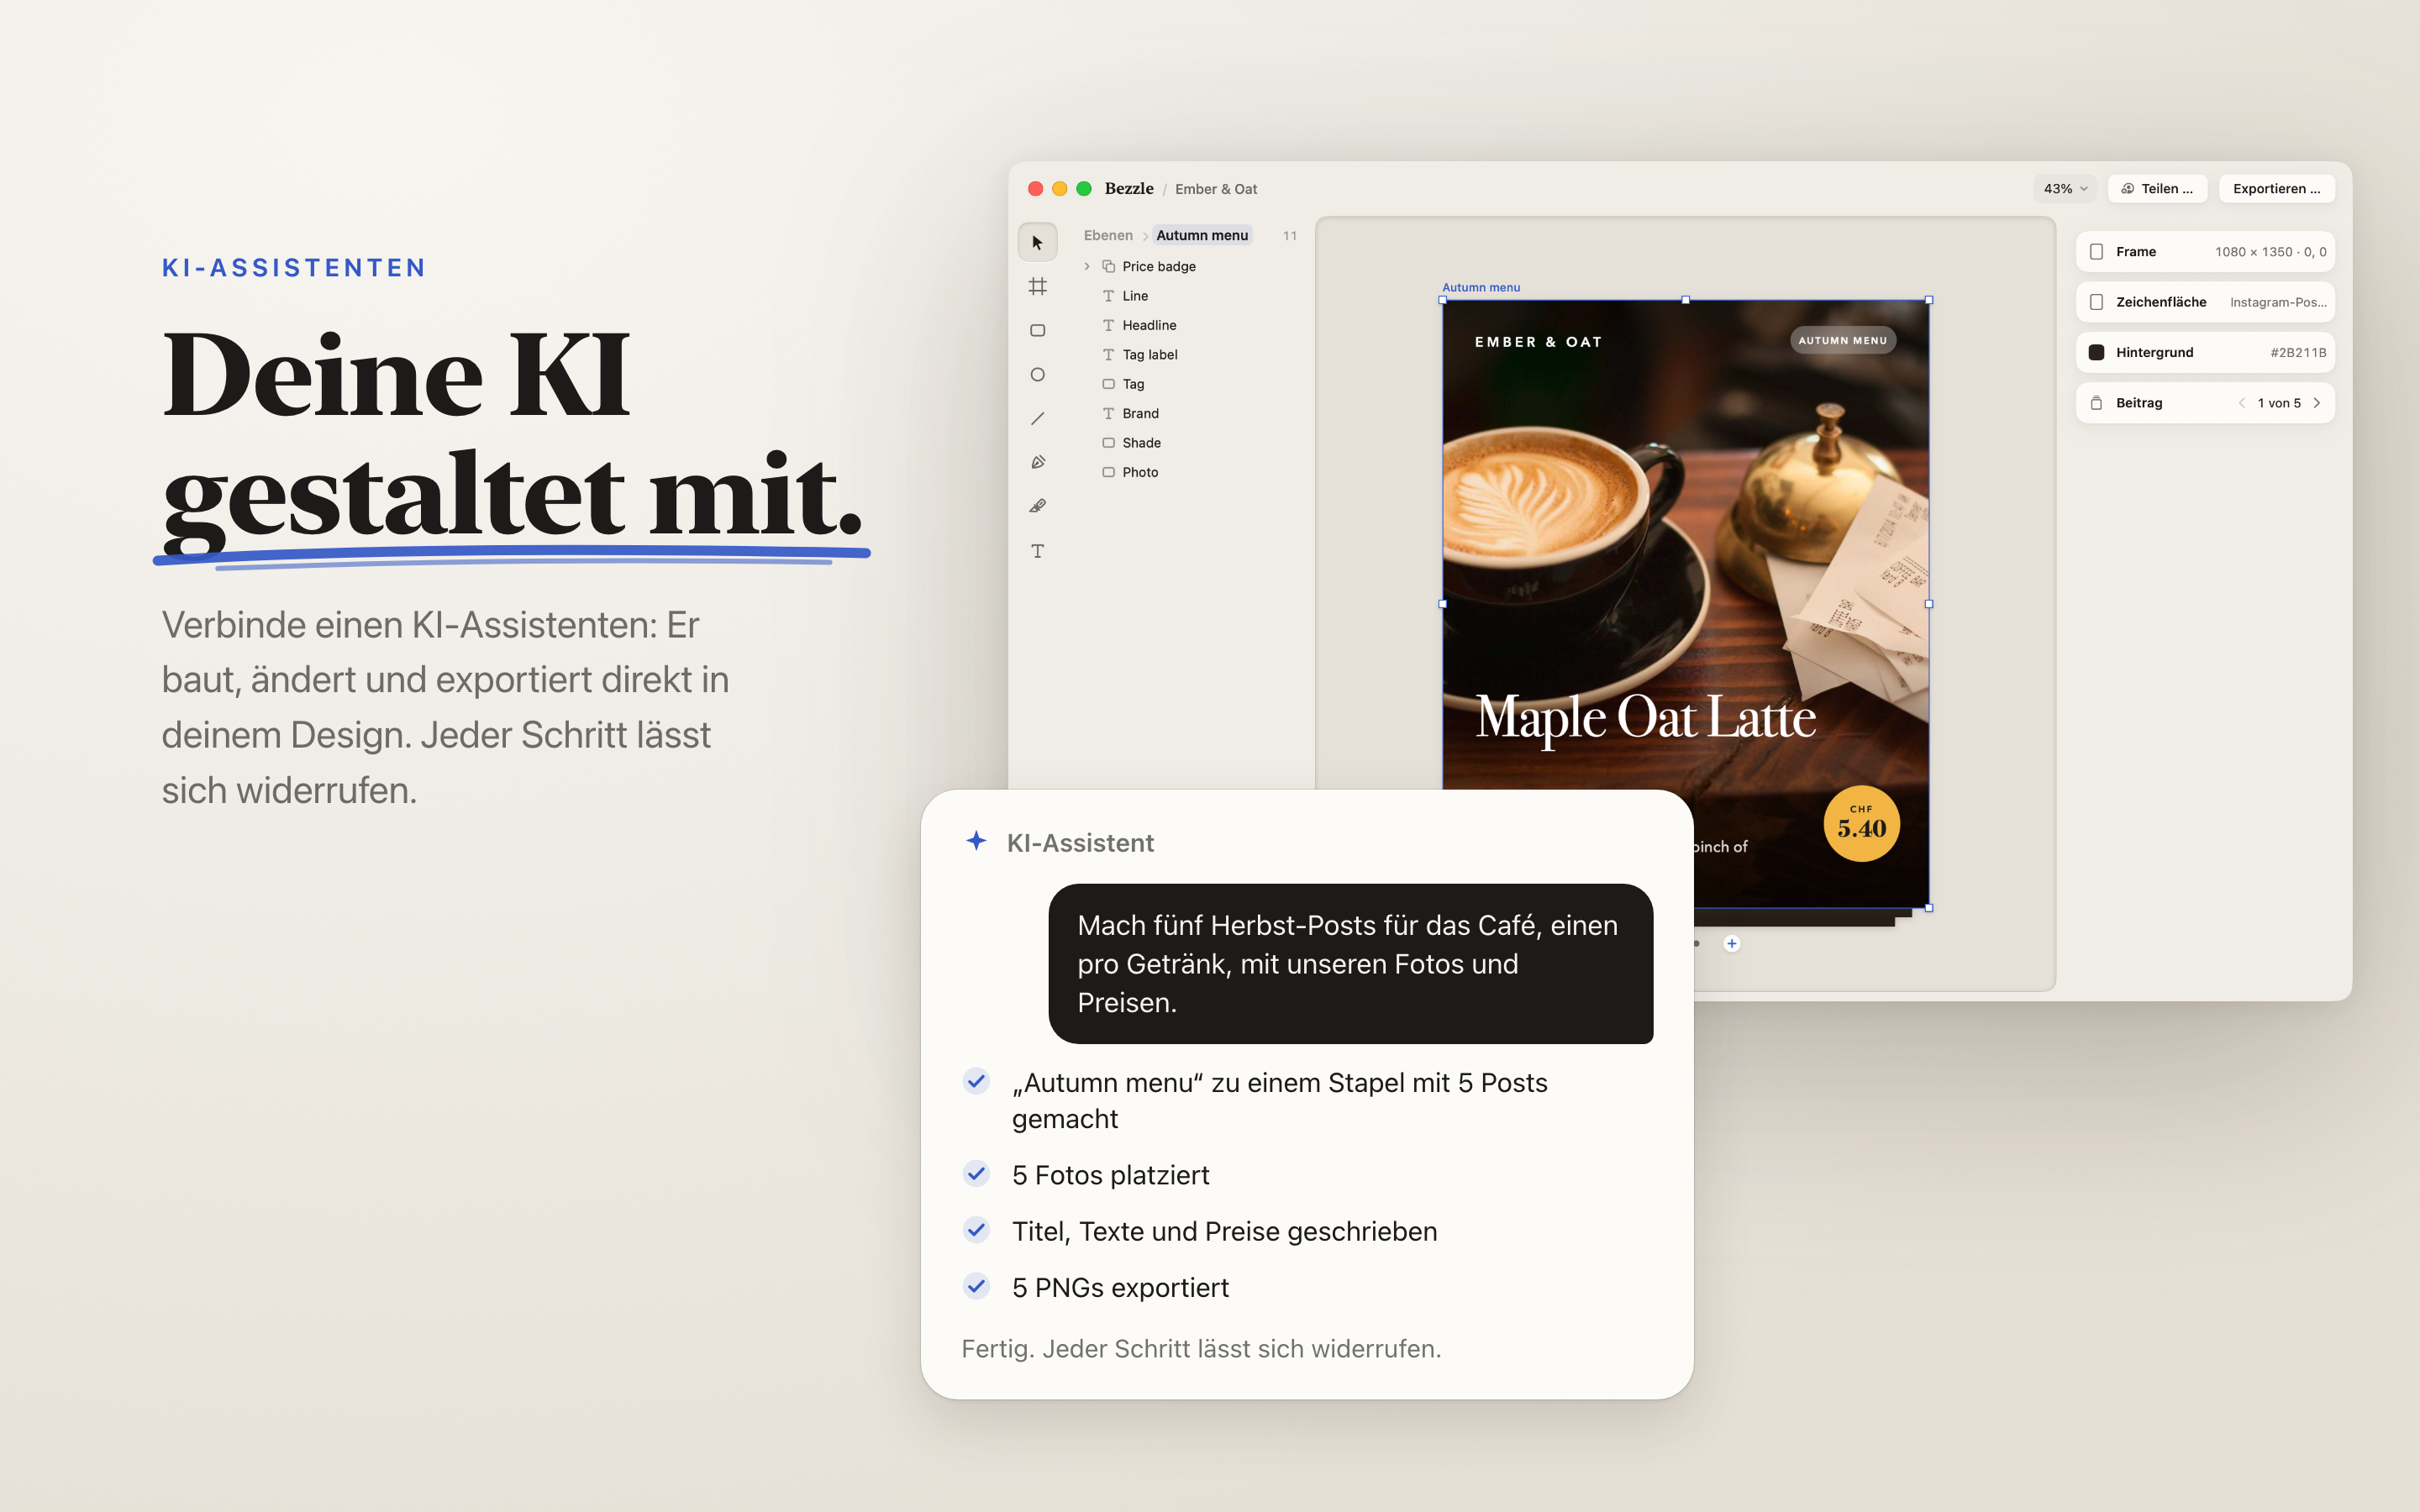 KI-ASSISTENTEN
Deine KI
gestaltet mit.
Verbinde einen KI-Assistenten: Er
baut, ändert und exportiert direkt in
deinem Design. Jeder Schritt lässt
sich widerrufen.
Bezzle / Ember & Oat
43%
Teilen ...
Exportieren ...
Ebenen > Autumn menu 11
Price badge
Line
Headline
Tag label
Tag
Brand
Shade
Photo
Autumn menu
EMBER & OAT
AUTUMN MENU
Maple Oat Latte
CHF
5.40
pinch of
Frame 1080 × 1350 · 0, 0
Zeichenfläche Instagram-Pos...
Hintergrund #2B211B
Beitrag 1 von 5
KI-Assistent
Mach fünf Herbst-Posts für das Café, einen
pro Getränk, mit unseren Fotos und
Preisen.
„Autumn menu“ zu einem Stapel mit 5 Posts
gemacht
5 Fotos platziert
Titel, Texte und Preise geschrieben
5 PNGs exportiert
Fertig. Jeder Schritt lässt sich widerrufen.